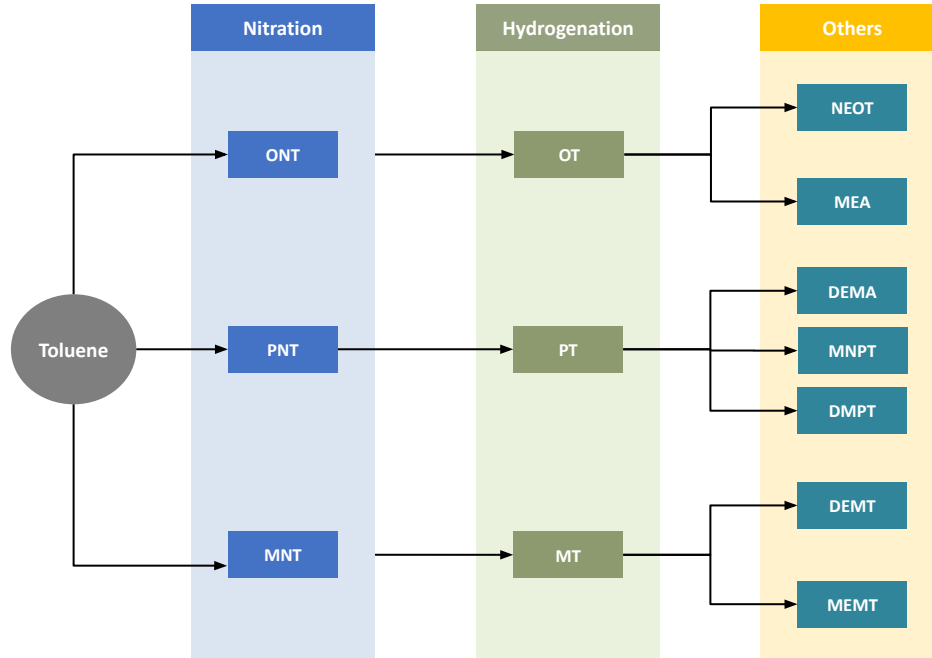 Nitration
Hydrogenation
Others
NEOT
ONT
OT
MEA
DEMA
Toluene
PNT
PT
MNPT
DMPT
DEMT
MNT
MT
MEMT